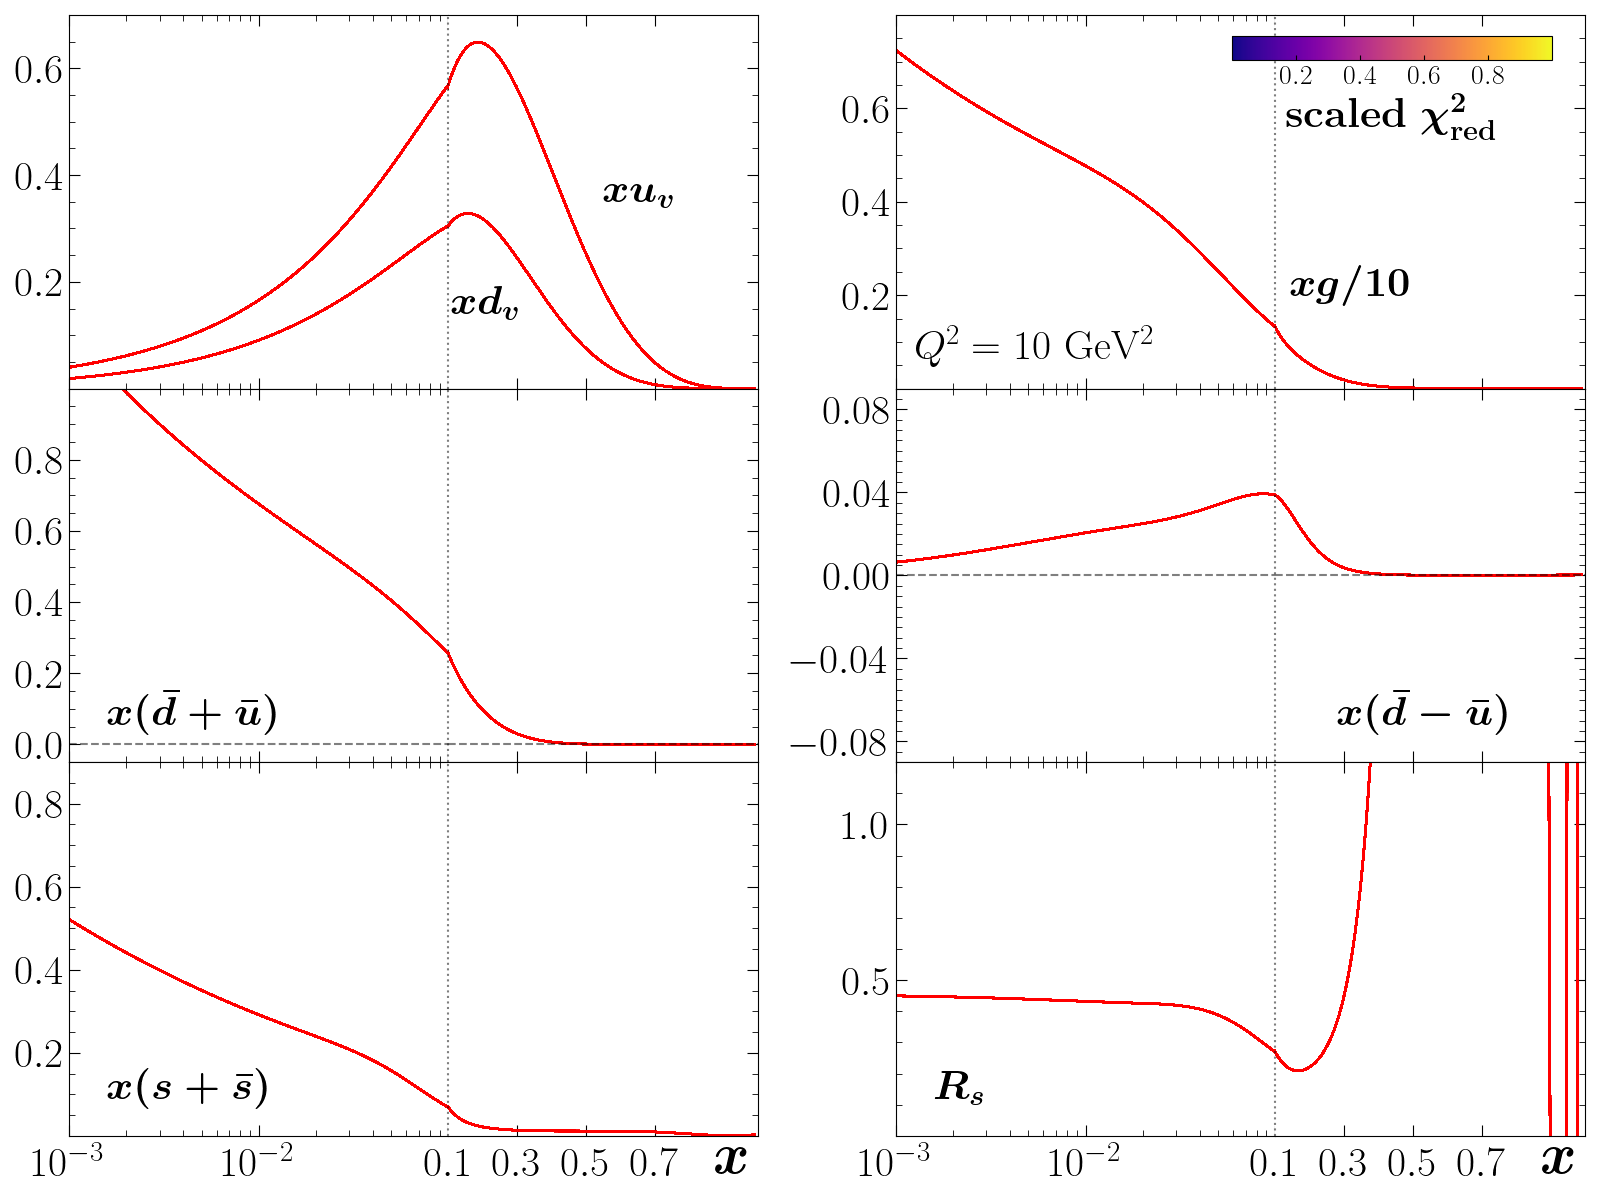 0.6
0.4
0.2
xu_v
xd_v
0.2 0.4 0.6 0.8
scaled χ²_red
0.6
0.4
0.2
xg/10
Q² = 10 GeV²
0.8
0.6
0.4
0.2
0.0
x(d̄ + ū)
0.08
0.04
0.00
−0.04
−0.08
x(d̄ − ū)
0.8
0.6
0.4
0.2
x(s + s̄)
10⁻³ 10⁻² 0.1 0.3 0.5 0.7 x
1.0
0.5
R_s
10⁻³ 10⁻² 0.1 0.3 0.5 0.7 x